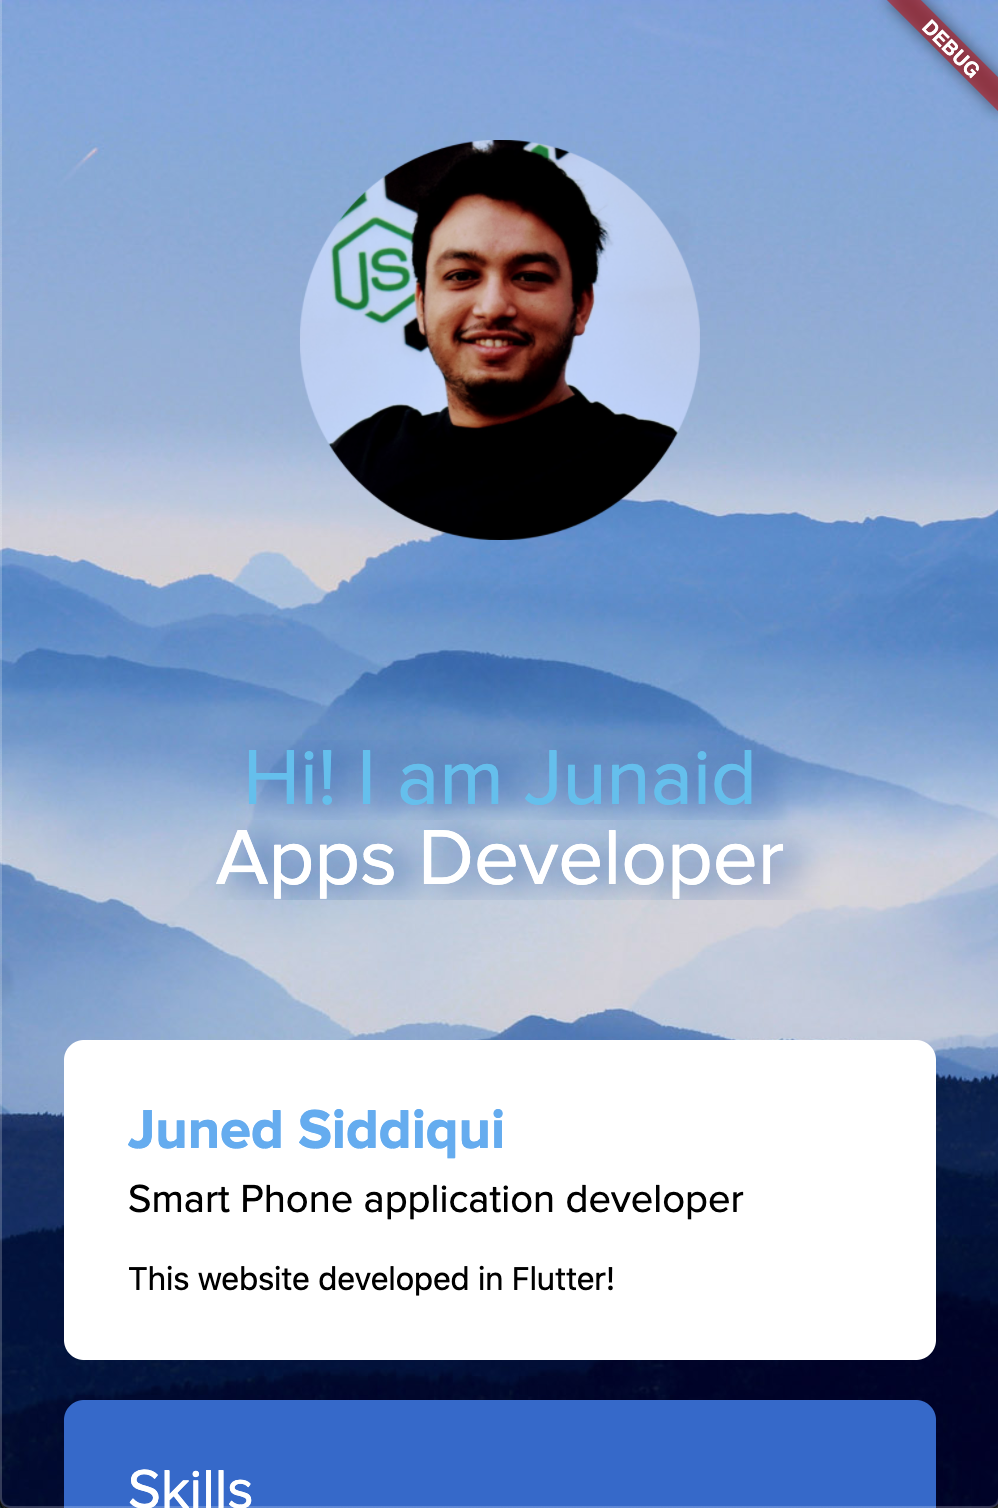 DEBUG
JS
Hi! I am Junaid
Apps Developer
Juned Siddiqui
Smart Phone application developer
This website developed in Flutter!
Skills